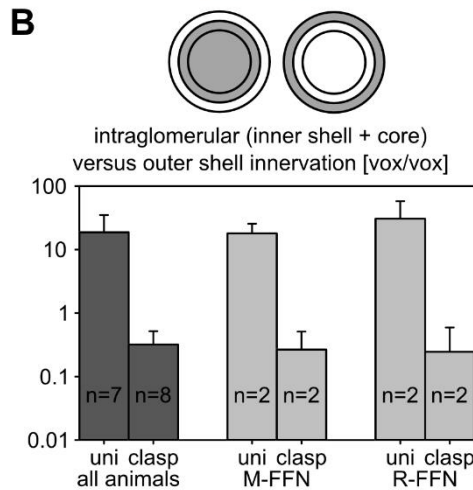 B
intraglomerular (inner shell + core)
versus outer shell innervation [vox/vox]
100
10
1
0.1
0.01
n=7 n=8 n=2 n=2 n=2 n=2
uni clasp uni clasp uni clasp
all animals M-FFN R-FFN